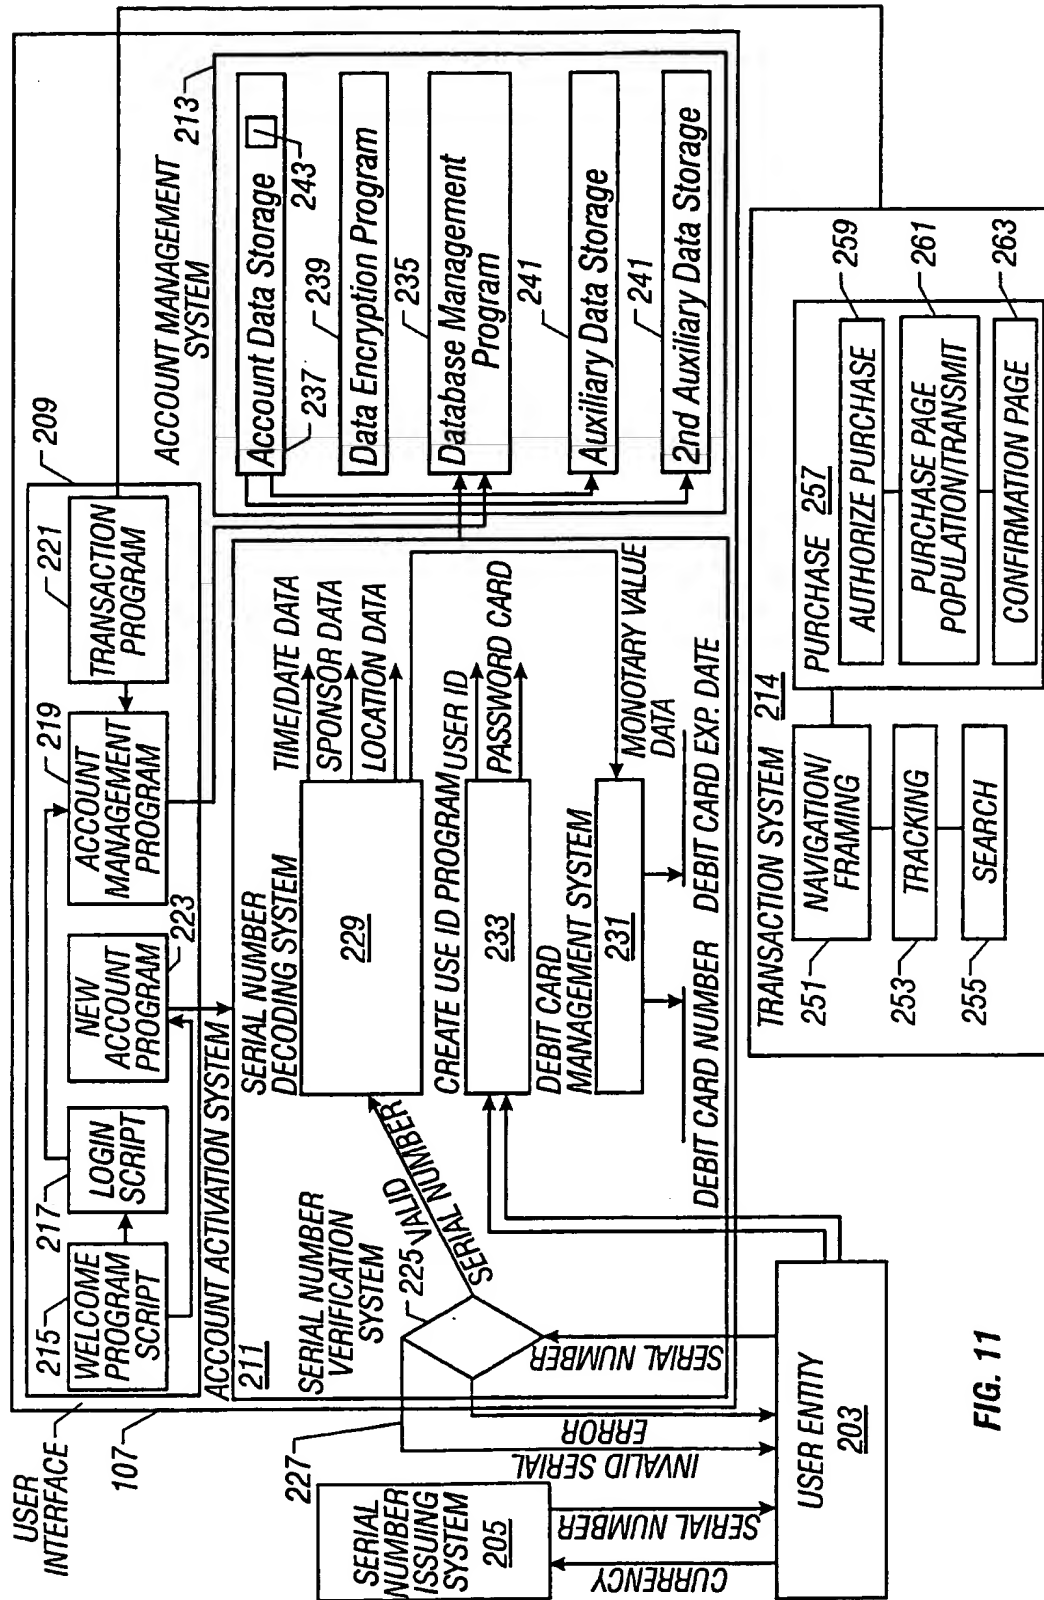 USER
INTERFACE
107
209
215
WELCOME
PROGRAM
SCRIPT
217
LOGIN
SCRIPT
NEW
ACCOUNT
PROGRAM
223
219
ACCOUNT
MANAGEMENT
PROGRAM
221
TRANSACTION
PROGRAM
ACCOUNT MANAGEMENT
SYSTEM
213
Account Data Storage
243
237
Data Encryption Program
239
Database Management
Program
235
Auxiliary Data Storage
241
2nd Auxiliary Data Storage
241
ACCOUNT ACTIVATION SYSTEM
211
SERIAL NUMBER
VERIFICATION
SYSTEM
225
VALID
SERIAL NUMBER
SERIAL NUMBER
DECODING SYSTEM
229
TIME/DATE DATA
SPONSOR DATA
LOCATION DATA
CREATE USE ID PROGRAM
233
USER ID
PASSWORD CARD
DEBIT CARD
MANAGEMENT SYSTEM
231
MONOTARY VALUE
DATA
DEBIT CARD NUMBER
DEBIT CARD EXP. DATE
227
SERIAL NUMBER
ERROR
INVALID SERIAL
SERIAL
NUMBER
ISSUING
SYSTEM
205
SERIAL NUMBER
CURRENCY
USER ENTITY
203
TRANSACTION SYSTEM
214
NAVIGATION/
FRAMING
251
TRACKING
253
SEARCH
255
PURCHASE
257
AUTHORIZE PURCHASE
259
PURCHASE PAGE
POPULATION/TRANSMIT
261
CONFIRMATION PAGE
263
FIG. 11